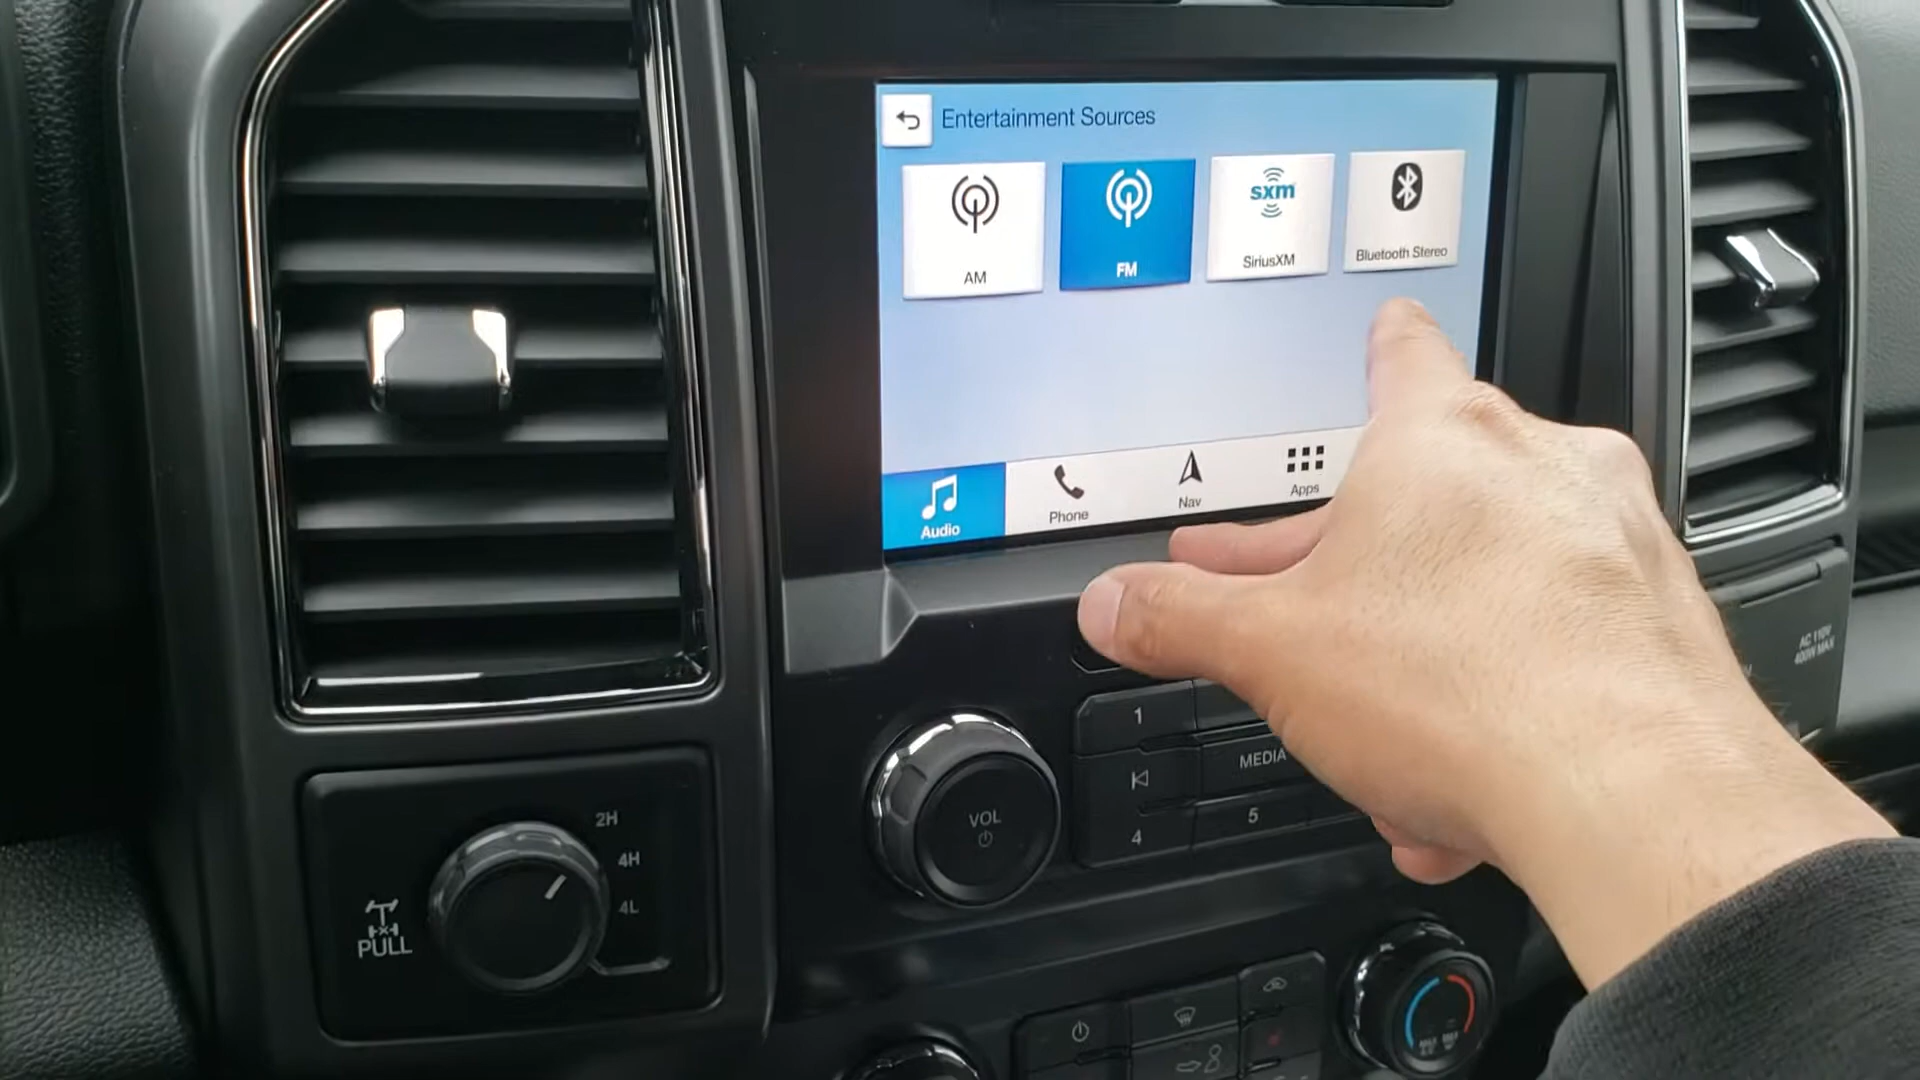 Entertainment Sources
AM
FM
sxm
SiriusXM
Bluetooth Stereo
Audio
Phone
Nav
Apps
AC 110V
400W MAX
1
MEDIA
VOL
4
5
2H
4H
4L
PULL